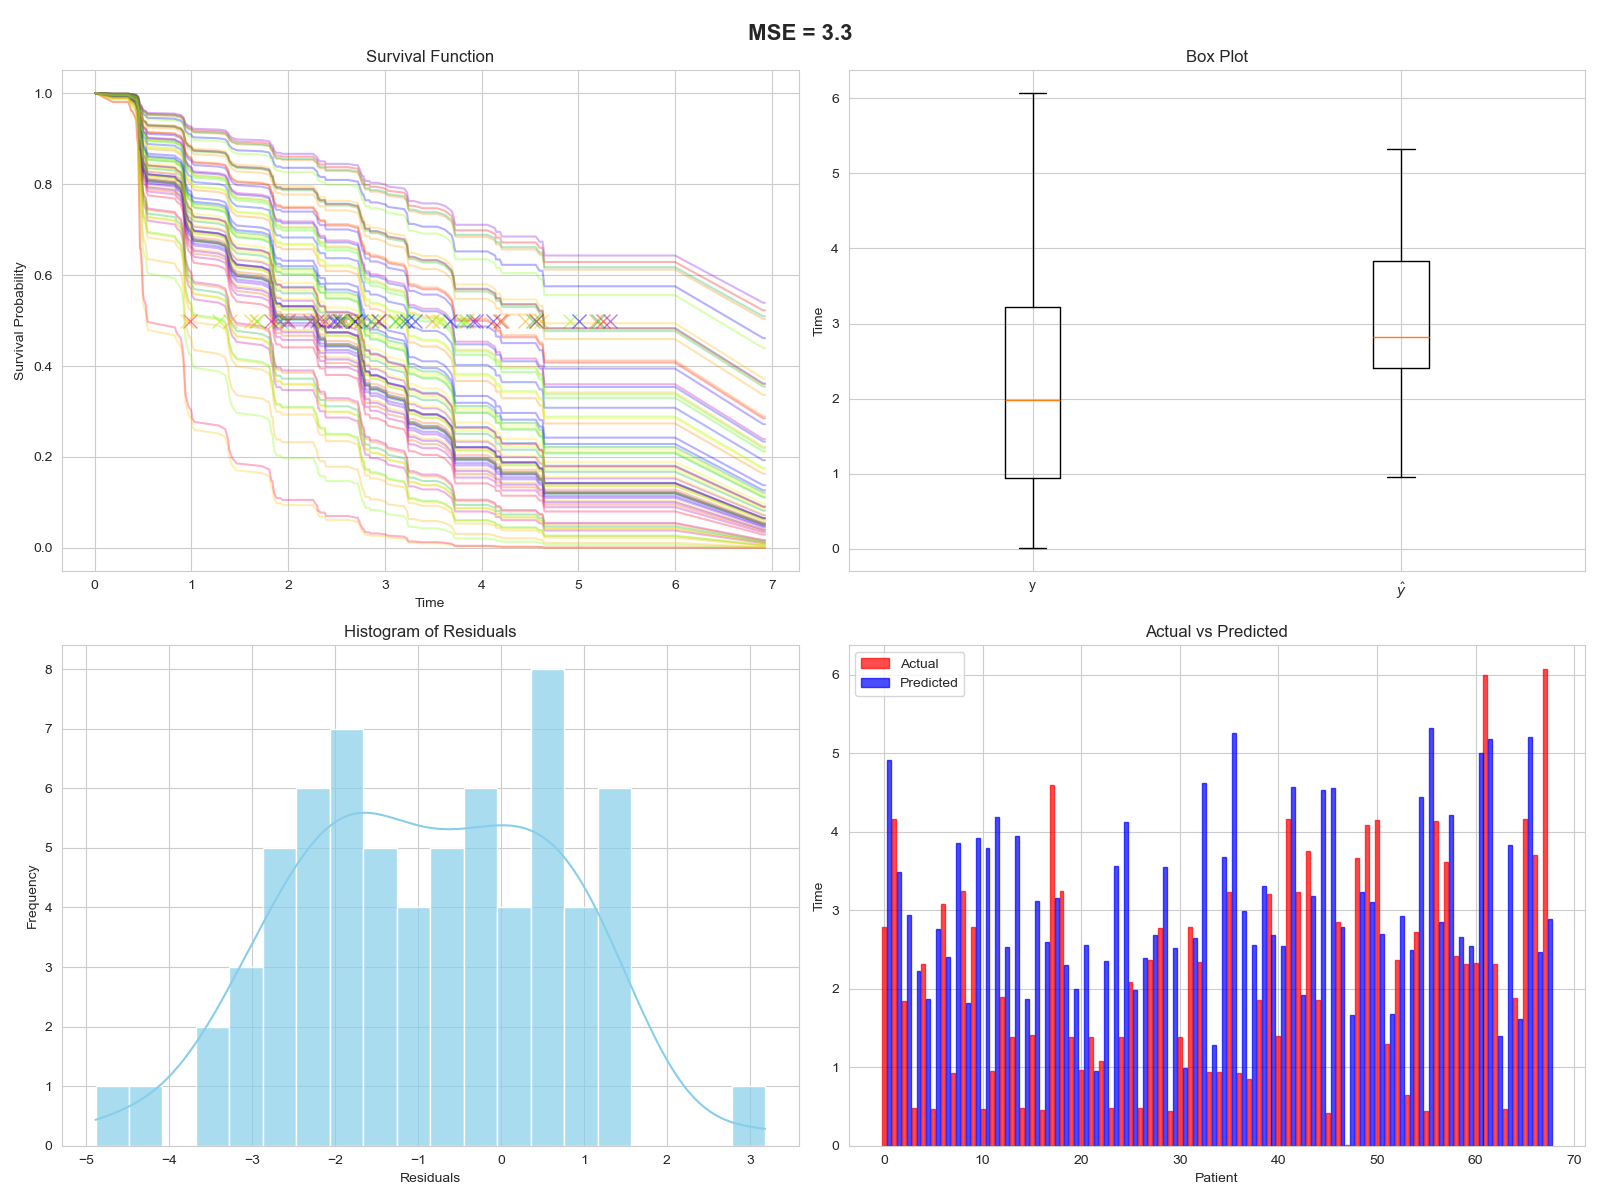 MSE = 3.3
Survival Function
Survival Probability
1.0
0.8
0.6
0.4
0.2
0.0
0 1 2 3 4 5 6 7
Time
Box Plot
Time
6
5
4
3
2
1
0
y ŷ
Histogram of Residuals
Frequency
8
7
6
5
4
3
2
1
0
−5 −4 −3 −2 −1 0 1 2 3
Residuals
Actual vs Predicted
Actual
Predicted
Time
6
5
4
3
2
1
0
0 10 20 30 40 50 60 70
Patient